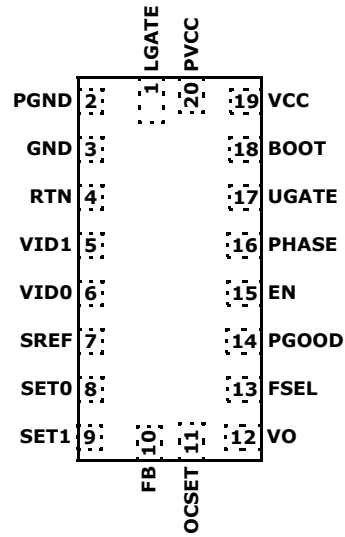 LGATE PVCC
1 20
PGND 2 19 VCC
GND 3 18 BOOT
RTN 4 17 UGATE
VID1 5 16 PHASE
VID0 6 15 EN
SREF 7 14 PGOOD
SET0 8 13 FSEL
SET1 9 12 VO
10 11
FB OCSET